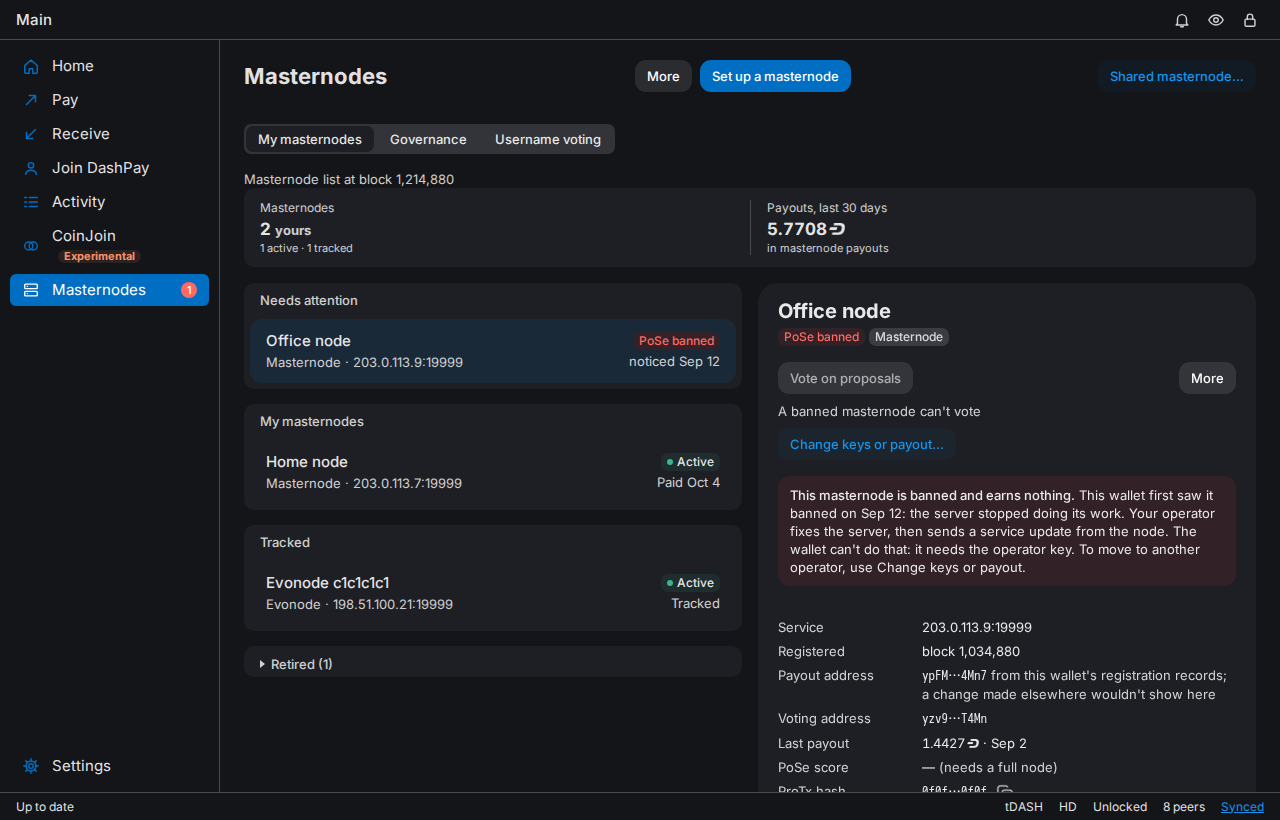 Main
Home
Pay
Receive
Join DashPay
Activity
CoinJoin
Experimental
Masternodes 1
Settings
Masternodes
More
Set up a masternode
Shared masternode...
My masternodes Governance Username voting
Masternode list at block 1,214,880
Masternodes
2 yours
1 active · 1 tracked
Payouts, last 30 days
5.7708
in masternode payouts
Needs attention
Office node PoSe banned
Masternode · 203.0.113.9:19999 noticed Sep 12
My masternodes
Home node Active
Masternode · 203.0.113.7:19999 Paid Oct 4
Tracked
Evonode c1c1c1c1 Active
Evonode · 198.51.100.21:19999 Tracked
Retired (1)
Office node
PoSe banned Masternode
Vote on proposals More
A banned masternode can't vote
Change keys or payout...
This masternode is banned and earns nothing. This wallet first saw it
banned on Sep 12: the server stopped doing its work. Your operator
fixes the server, then sends a service update from the node. The
wallet can't do that: it needs the operator key. To move to another
operator, use Change keys or payout.
Service 203.0.113.9:19999
Registered block 1,034,880
Payout address ypFM···4Mn7 from this wallet's registration records;
a change made elsewhere wouldn't show here
Voting address yzv9···T4Mn
Last payout 1.4427 · Sep 2
PoSe score — (needs a full node)
ProTx hash 0f0f···0f0f
Up to date tDASH HD Unlocked 8 peers Synced